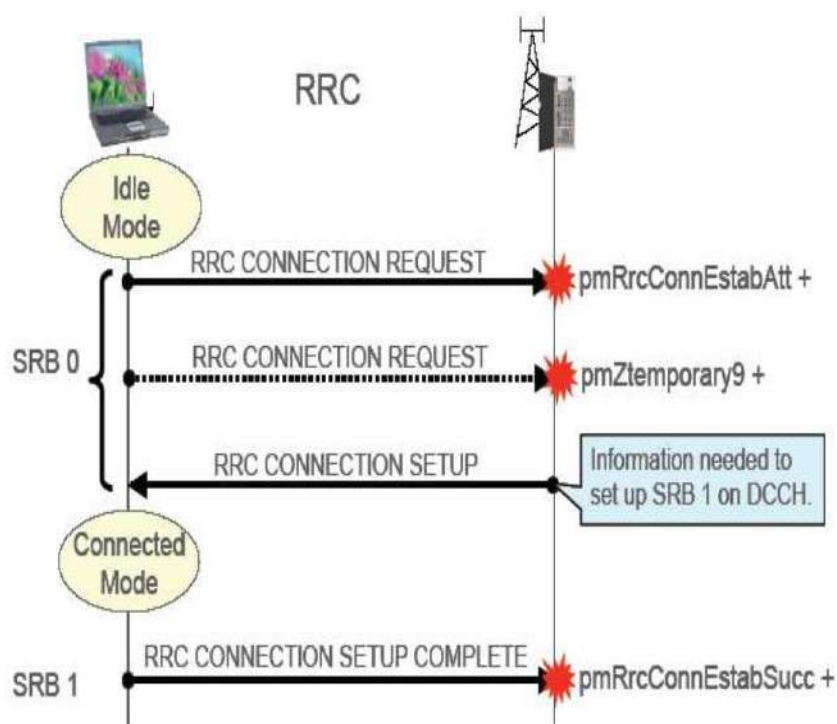 RRC
Idle
Mode
RRC CONNECTION REQUEST
pmRrcConnEstabAtt +
SRB 0
RRC CONNECTION REQUEST
pmZtemporary9 +
RRC CONNECTION SETUP
Information needed to
set up SRB 1 on DCCH.
Connected
Mode
RRC CONNECTION SETUP COMPLETE
SRB 1
pmRrcConnEstabSucc +